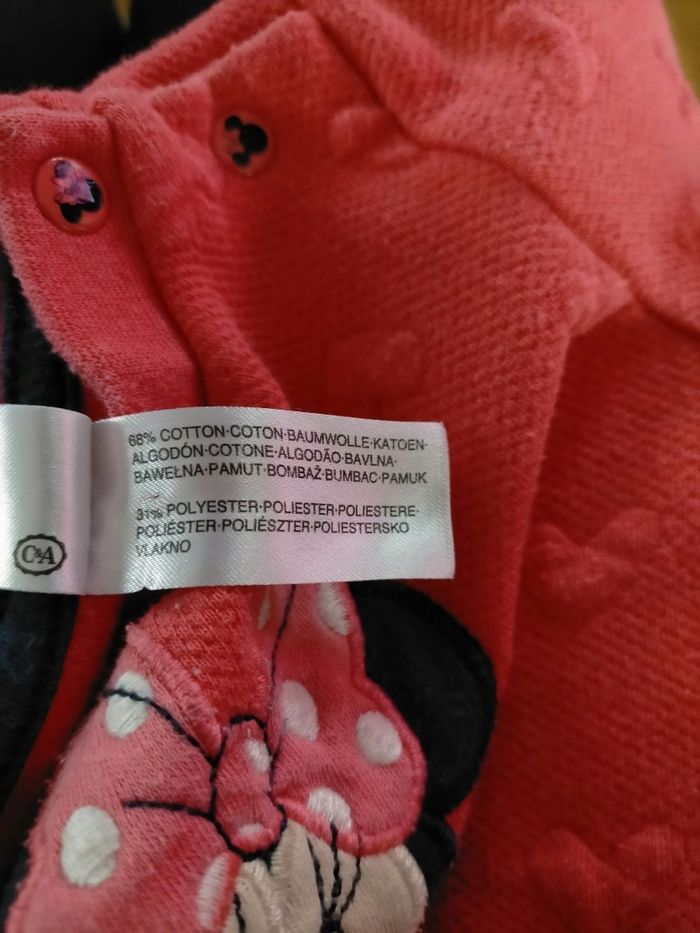 68% COTTON·COTON·BAUMWOLLE·KATOEN·
ALGODÓN·COTONE·ALGODÃO·BAVLNA·
BAWEŁNA·PAMUT·BOMBAŽ·BUMBAC·PAMUK
31% POLYESTER·POLIESTER·POLIESTERE·
POLIÉSTER·POLIÉSZTER·POLIESTERSKO
VLAKNO
C&A